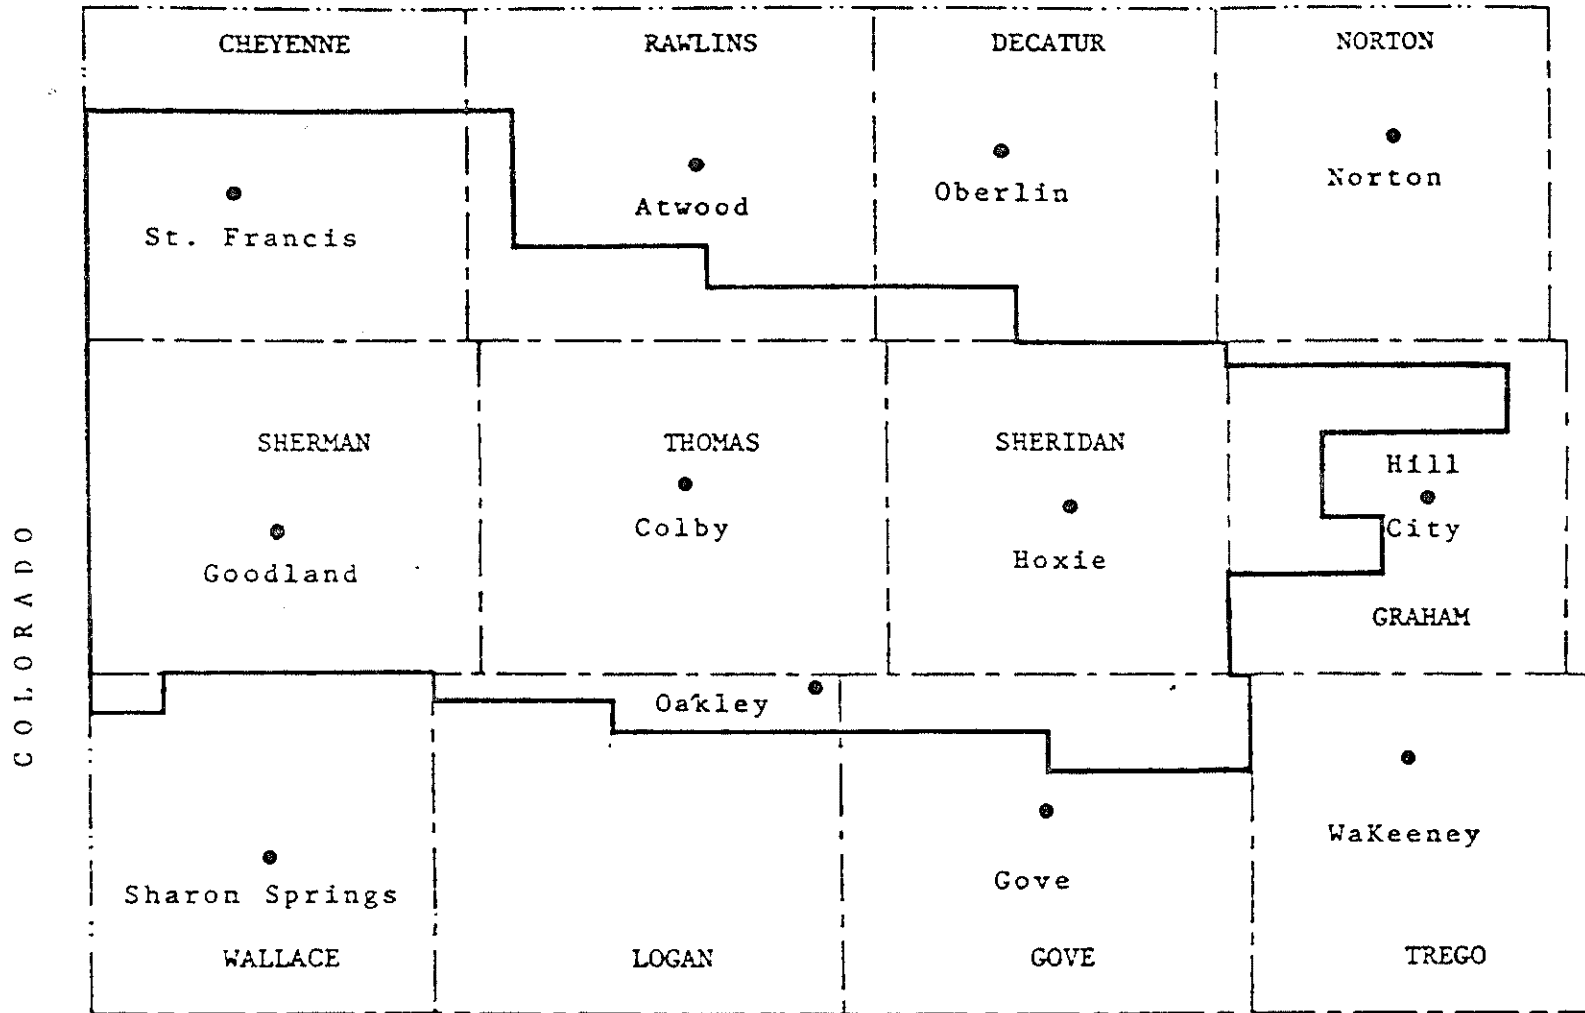 CHEYENNE
RAWLINS
DECATUR
NORTON
St. Francis
Atwood
Oberlin
Norton
SHERMAN
THOMAS
SHERIDAN
Hill
City
Goodland
Colby
Hoxie
GRAHAM
COLORADO
Oakley
Sharon Springs
Gove
WaKeeney
WALLACE
LOGAN
GOVE
TREGO